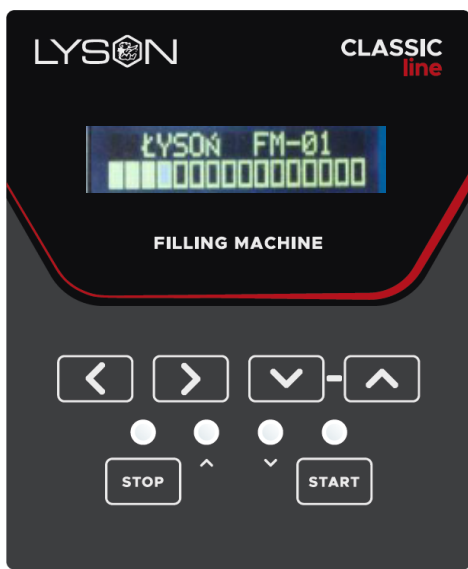 LYSON
CLASSIC
line
ŁYSOŃ FM-01
FILLING MACHINE
STOP
START